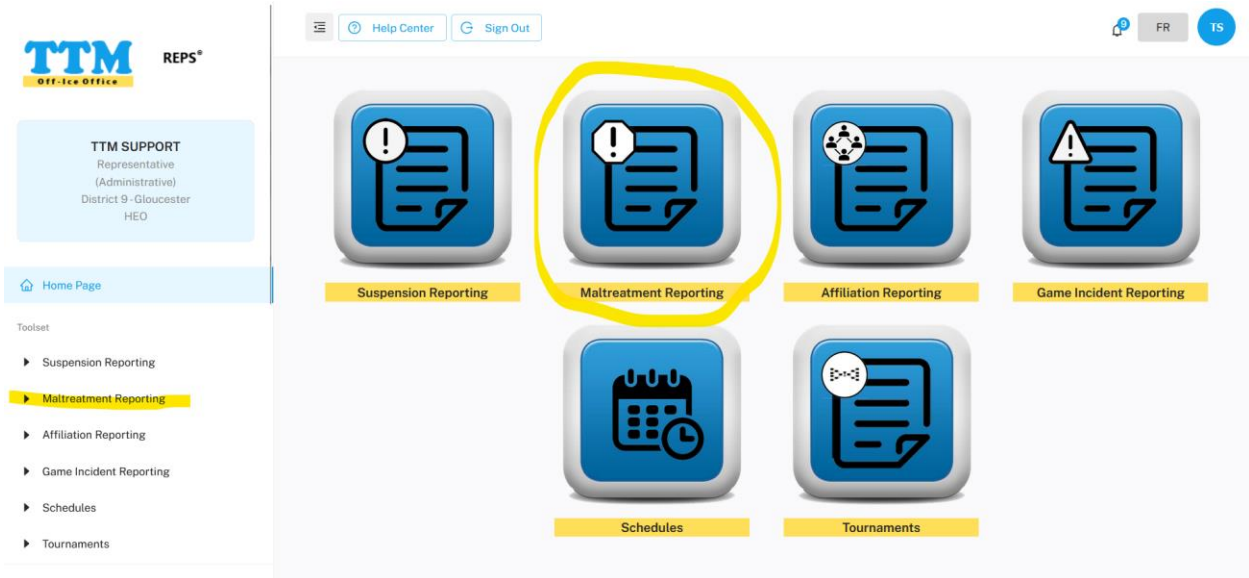 TTM
Off-Ice Office
REPS®
TTM SUPPORT
Representative
(Administrative)
District 9 - Gloucester
HEO
Home Page
Toolset
Suspension Reporting
Maltreatment Reporting
Affiliation Reporting
Game Incident Reporting
Schedules
Tournaments
Help Center
Sign Out
9
FR
TS
Suspension Reporting
Maltreatment Reporting
Affiliation Reporting
Game Incident Reporting
Schedules
Tournaments